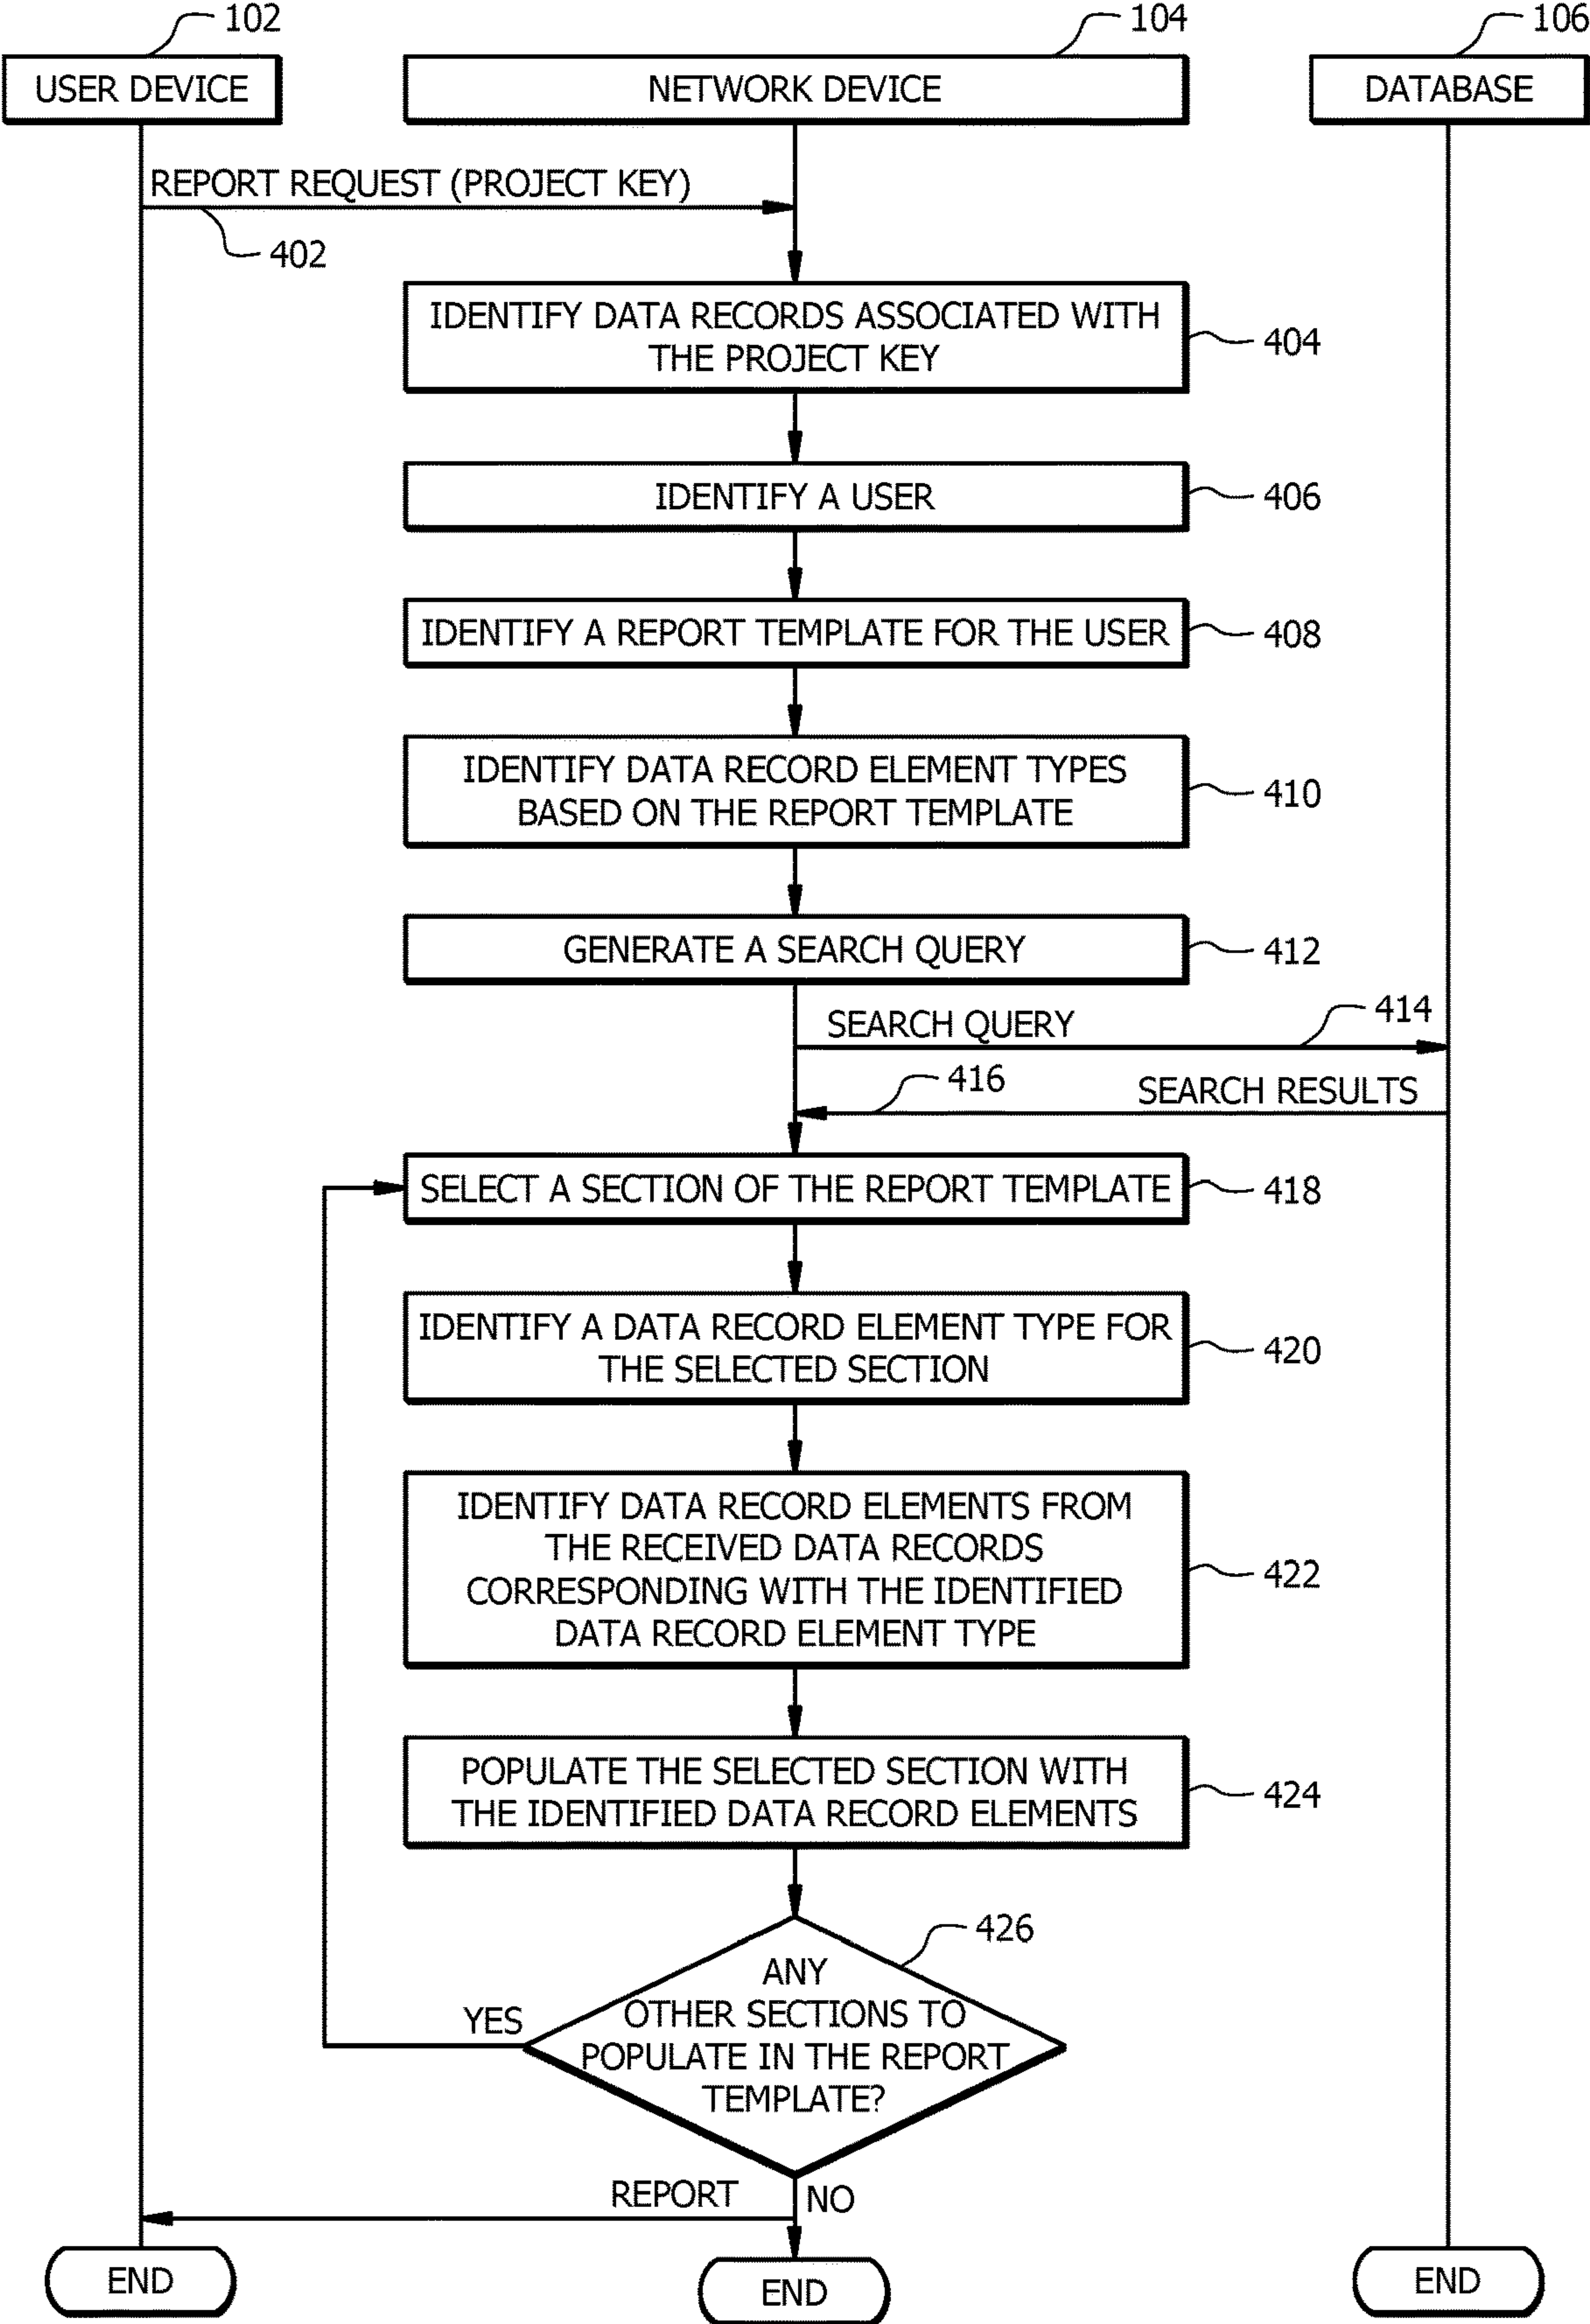 102
104
106
USER DEVICE
NETWORK DEVICE
DATABASE
REPORT REQUEST (PROJECT KEY)
402
IDENTIFY DATA RECORDS ASSOCIATED WITH
THE PROJECT KEY
404
IDENTIFY A USER
406
IDENTIFY A REPORT TEMPLATE FOR THE USER
408
IDENTIFY DATA RECORD ELEMENT TYPES
BASED ON THE REPORT TEMPLATE
410
GENERATE A SEARCH QUERY
412
SEARCH QUERY
414
416
SEARCH RESULTS
SELECT A SECTION OF THE REPORT TEMPLATE
418
IDENTIFY A DATA RECORD ELEMENT TYPE FOR
THE SELECTED SECTION
420
IDENTIFY DATA RECORD ELEMENTS FROM
THE RECEIVED DATA RECORDS
CORRESPONDING WITH THE IDENTIFIED
DATA RECORD ELEMENT TYPE
422
POPULATE THE SELECTED SECTION WITH
THE IDENTIFIED DATA RECORD ELEMENTS
424
426
ANY
OTHER SECTIONS TO
POPULATE IN THE REPORT
TEMPLATE?
YES
REPORT
NO
END
END
END